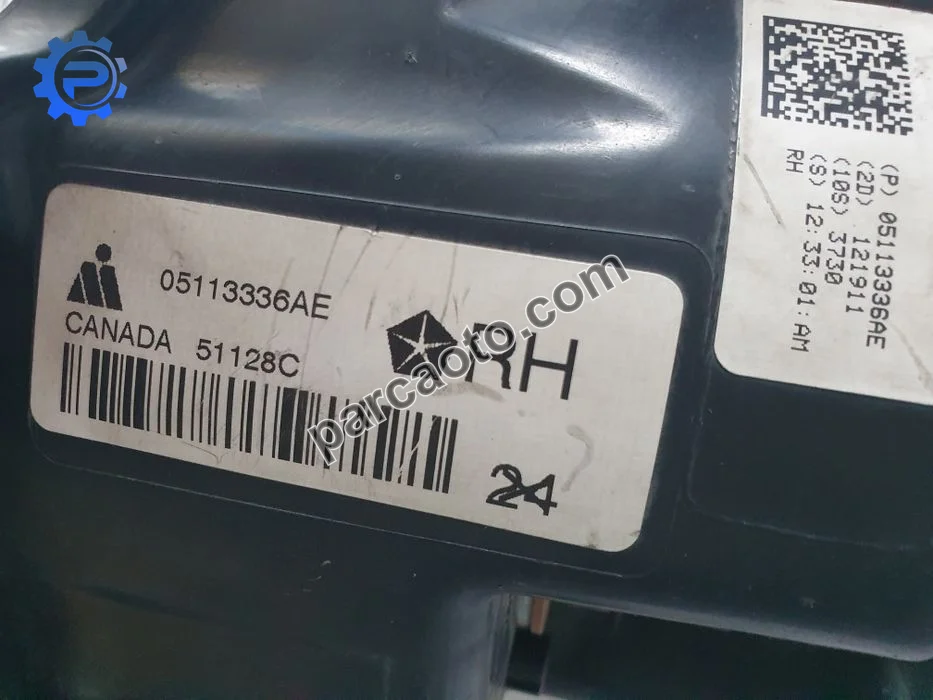 P
05113336AE
CANADA 51128C
RH
24
parcaoto.com
(P) 05113336AE
(2D) 121911
(10S) 3730
(S) 12:33:01:AM
RH